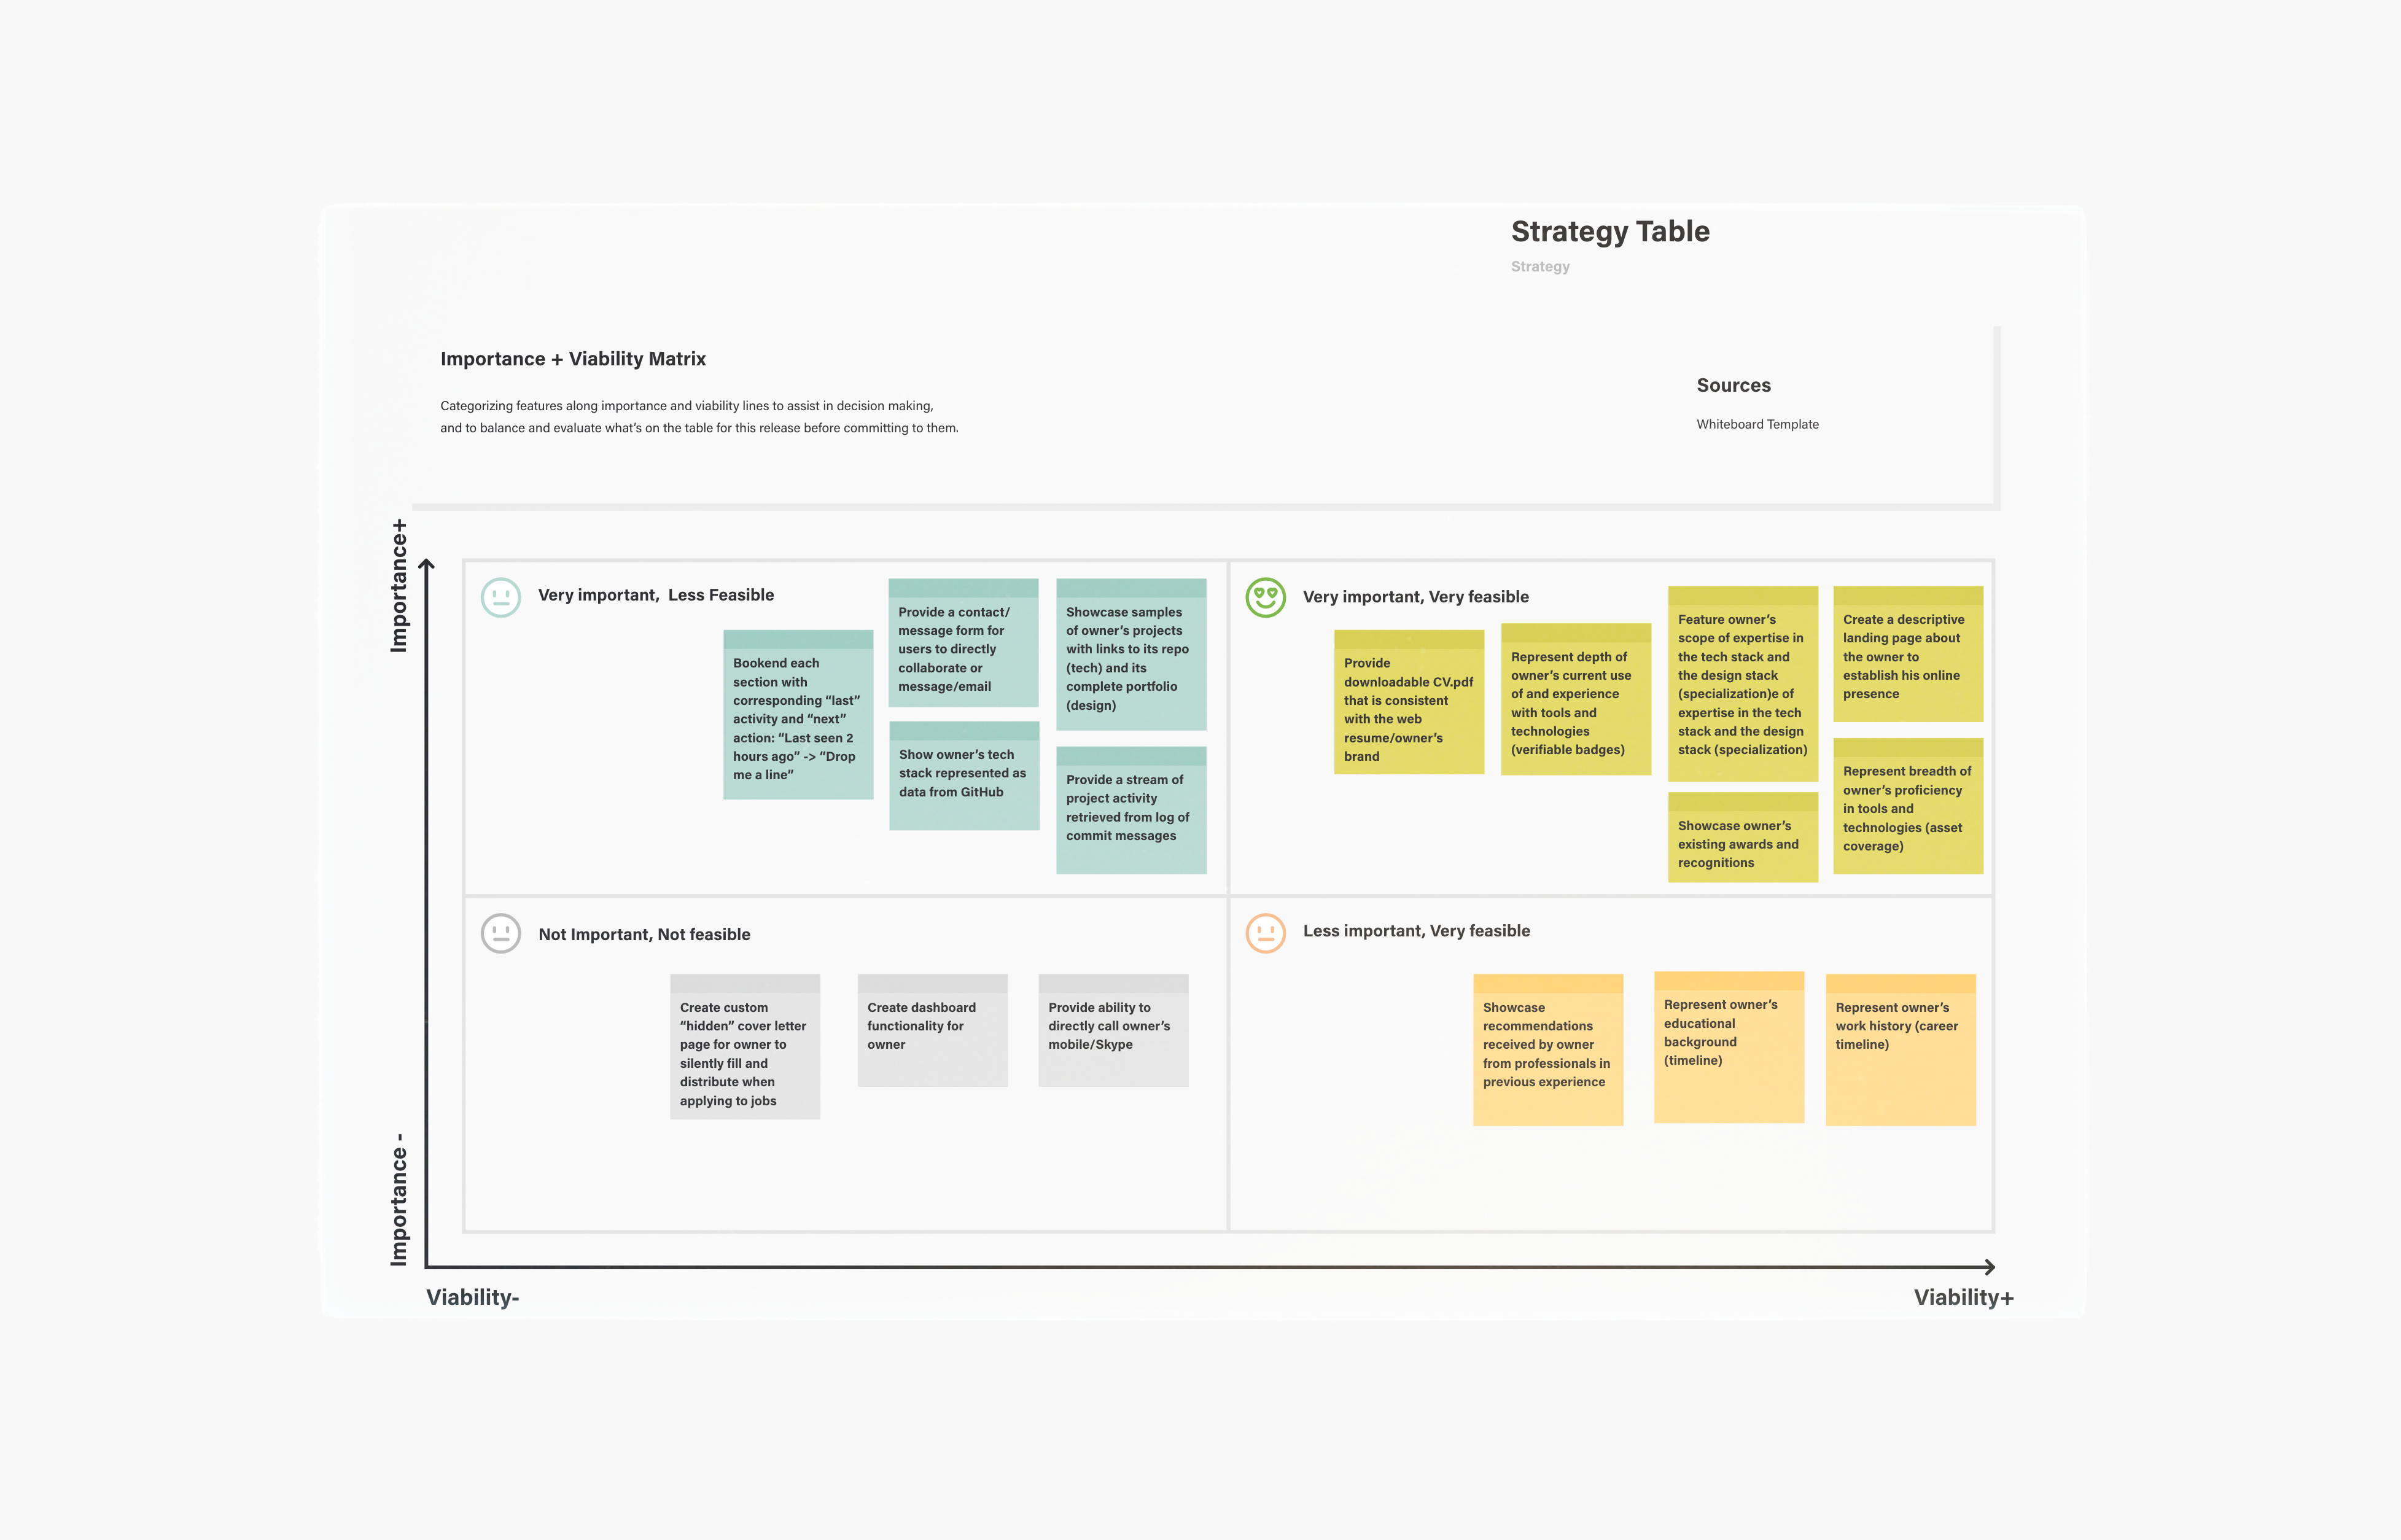 Strategy Table
Strategy
Importance + Viability Matrix
Categorizing features along importance and viability lines to assist in decision making,
and to balance and evaluate what’s on the table for this release before committing to them.
Sources
Whiteboard Template
Importance+
Very important,  Less Feasible
Bookend each
section with
corresponding “last”
activity and “next”
action: “Last seen 2
hours ago” -> “Drop
me a line”
Provide a contact/
message form for
users to directly
collaborate or
message/email
Show owner’s tech
stack represented as
data from GitHub
Showcase samples
of owner’s projects
with links to its repo
(tech) and its
complete portfolio
(design)
Provide a stream of
project activity
retrieved from log of
commit messages
Very important, Very feasible
Provide
downloadable CV.pdf
that is consistent
with the web
resume/owner’s
brand
Represent depth of
owner’s current use
of and experience
with tools and
technologies
(verifiable badges)
Feature owner’s
scope of expertise in
the tech stack and
the design stack
(specialization)e of
expertise in the tech
stack and the design
stack (specialization)
Showcase owner’s
existing awards and
recognitions
Create a descriptive
landing page about
the owner to
establish his online
presence
Represent breadth of
owner’s proficiency
in tools and
technologies (asset
coverage)
Not Important, Not feasible
Create custom
“hidden” cover letter
page for owner to
silently fill and
distribute when
applying to jobs
Create dashboard
functionality for
owner
Provide ability to
directly call owner’s
mobile/Skype
Less important, Very feasible
Showcase
recommendations
received by owner
from professionals in
previous experience
Represent owner’s
educational
background
(timeline)
Represent owner’s
work history (career
timeline)
Importance -
Viability-
Viability+